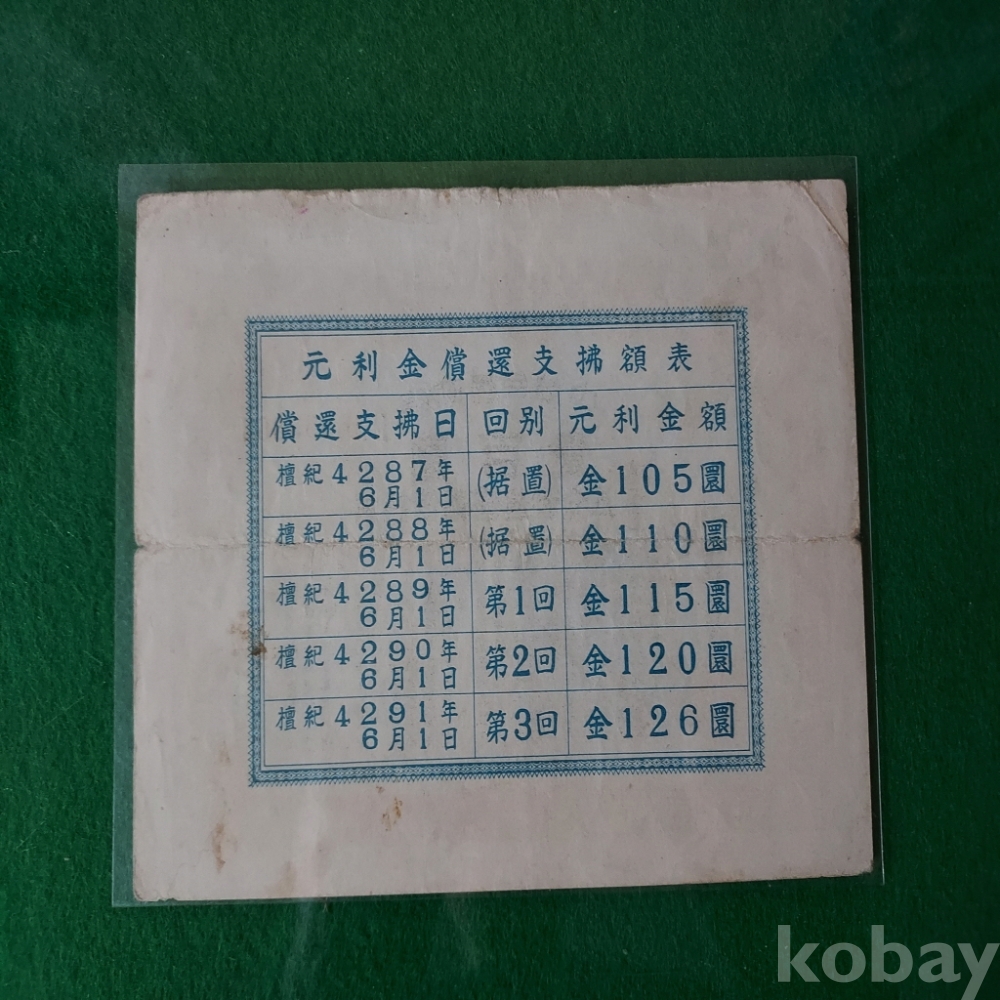 元利金償還支拂額表
償還支拂日 回別 元利金額
檀紀4287年6月1日 (据置) 金105圜
檀紀4288年6月1日 (据置) 金110圜
檀紀4289年6月1日 第1回 金115圜
檀紀4290年6月1日 第2回 金120圜
檀紀4291年6月1日 第3回 金126圜
kobay